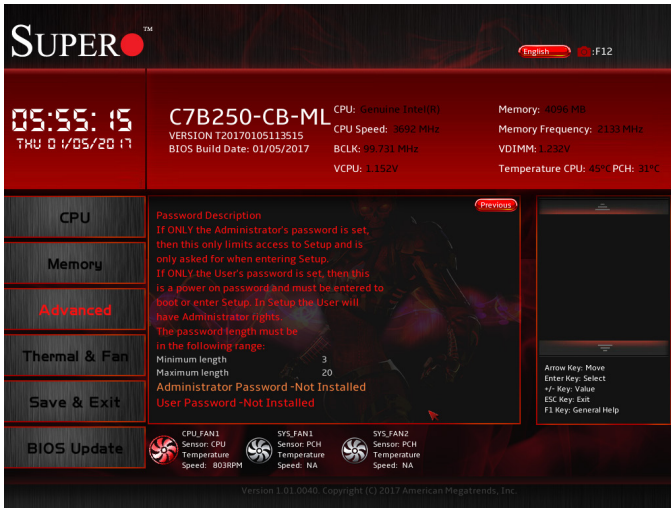 SUPER TM
English :F12
05:55:15
THU 01/05/2017
C7B250-CB-ML
VERSION T20170105113515
BIOS Build Date: 01/05/2017
CPU: Genuine Intel(R)
CPU Speed: 3692 MHz
BCLK: 99.731 MHz
VCPU: 1.152V
Memory: 4096 MB
Memory Frequency: 2133 MHz
VDIMM: 1.232V
Temperature CPU: 45°C PCH: 31°C
CPU
Memory
Advanced
Thermal & Fan
Save & Exit
BIOS Update
Previous
Password Description
If ONLY the Administrator's password is set,
then this only limits access to Setup and is
only asked for when entering Setup.
If ONLY the User's password is set, then this
is a power on password and must be entered to
boot or enter Setup. In Setup the User will
have Administrator rights.
The password length must be
in the following range:
Minimum length 3
Maximum length 20
Administrator Password -Not Installed
User Password -Not Installed
Arrow Key: Move
Enter Key: Select
+/- Key: Value
ESC Key: Exit
F1 Key: General Help
CPU_FAN1
Sensor: CPU
Temperature
Speed: 803RPM
SYS_FAN1
Sensor: PCH
Temperature
Speed: NA
SYS_FAN2
Sensor: PCH
Temperature
Speed: NA
Version 1.01.0040. Copyright (C) 2017 American Megatrends, Inc.